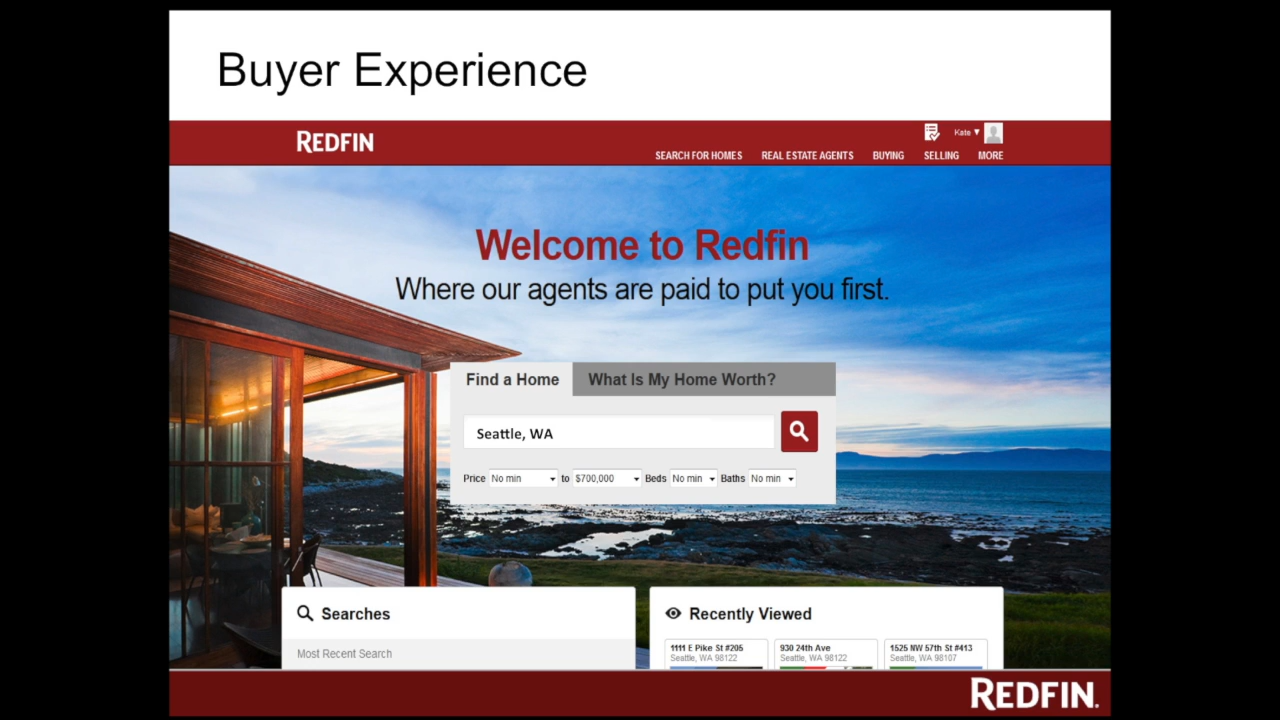 Buyer Experience
REDFIN
Kate ▼
SEARCH FOR HOMES REAL ESTATE AGENTS BUYING SELLING MORE
Welcome to Redfin
Where our agents are paid to put you first.
Find a Home What Is My Home Worth?
Seattle, WA
Price No min to $700,000 Beds No min Baths No min
Searches
Most Recent Search
Recently Viewed
1111 E Pike St #205
Seattle, WA 98122
930 24th Ave
Seattle, WA 98122
1525 NW 57th St #413
Seattle, WA 98107
REDFIN.